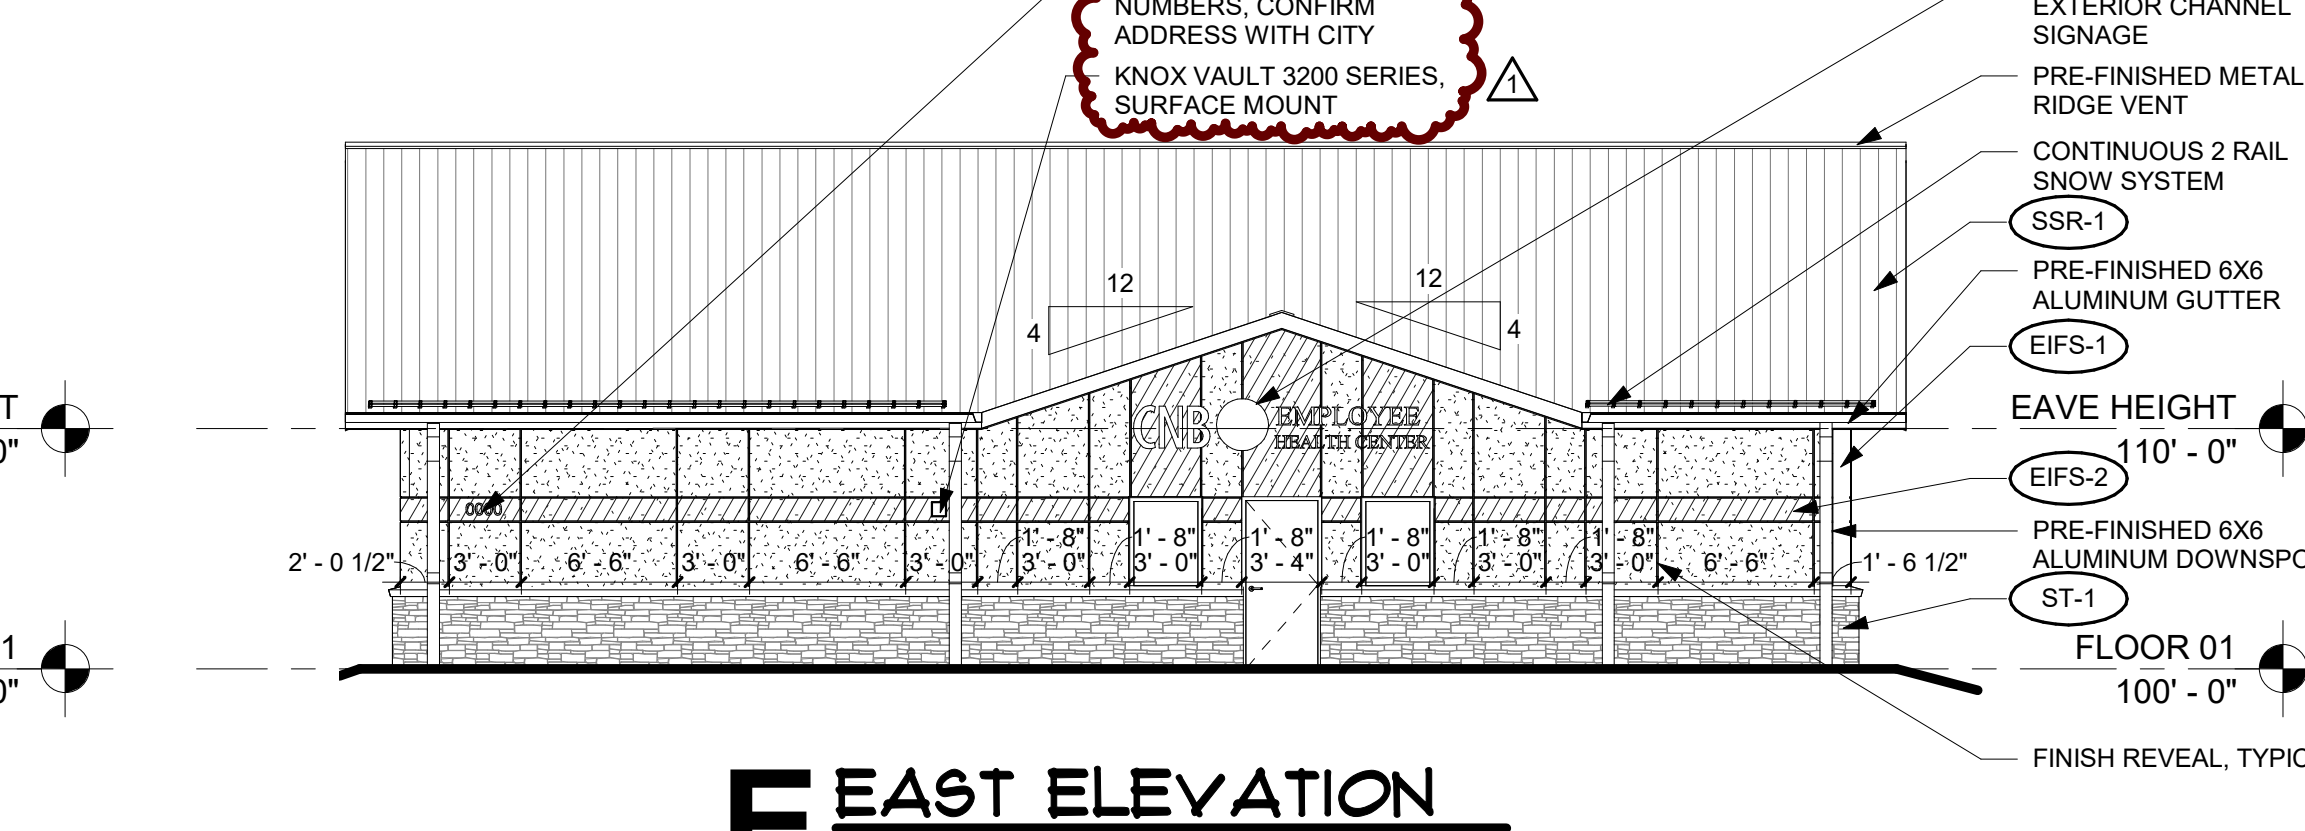 NUMBERS, CONFIRM
ADDRESS WITH CITY
KNOX VAULT 3200 SERIES,
SURFACE MOUNT
1
EXTERIOR CHANNEL
SIGNAGE
PRE-FINISHED METAL
RIDGE VENT
CONTINUOUS 2 RAIL
SNOW SYSTEM
SSR-1
PRE-FINISHED 6X6
ALUMINUM GUTTER
EIFS-1
EAVE HEIGHT
110' - 0"
EIFS-2
PRE-FINISHED 6X6
ALUMINUM DOWNSPO
ST-1
FLOOR 01
100' - 0"
FINISH REVEAL, TYPIC
12
4
12
4
CNB EMPLOYEE
HEALTH CENTER
0000
T
0"
1
0"
1' - 8" 1' - 8" 1' - 8" 1' - 8" 1' - 8" 1' - 8"
2' - 0 1/2" 3' - 0" 6' - 6" 3' - 0" 6' - 6" 3' - 0" 3' - 0" 3' - 0" 3' - 4" 3' - 0" 3' - 0" 3' - 0" 6' - 6" 1' - 6 1/2"
EAST ELEVATION